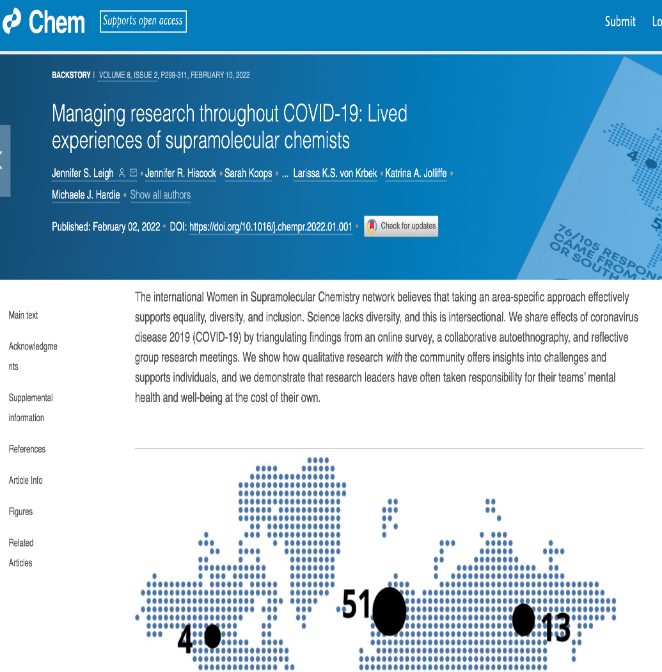 Chem
Supports open access
Submit
Lo
BACKSTORY | VOLUME 8, ISSUE 2, P299-311, FEBRUARY 10, 2022
Managing research throughout COVID-19: Lived
experiences of supramolecular chemists
Jennifer S. Leigh • Jennifer R. Hiscock • Sarah Koops • ... Larissa K.S. von Krbek • Katrina A. Jolliffe •
Michaele J. Hardie • Show all authors
Published: February 02, 2022 • DOI: https://doi.org/10.1016/j.chempr.2022.01.001 •
Check for updates
4
5
76/105 RESPON
CAME FROM
OR SOUTH
Main text
Acknowledgme
nts
Supplemental
information
References
Article Info
Figures
Related
Articles
The international Women in Supramolecular Chemistry network believes that taking an area-specific approach effectively
supports equality, diversity, and inclusion. Science lacks diversity, and this is intersectional. We share effects of coronavirus
disease 2019 (COVID-19) by triangulating findings from an online survey, a collaborative autoethnography, and reflective
group research meetings. We show how qualitative research with the community offers insights into challenges and
supports individuals, and we demonstrate that research leaders have often taken responsibility for their teams' mental
health and well-being at the cost of their own.
51
4
13